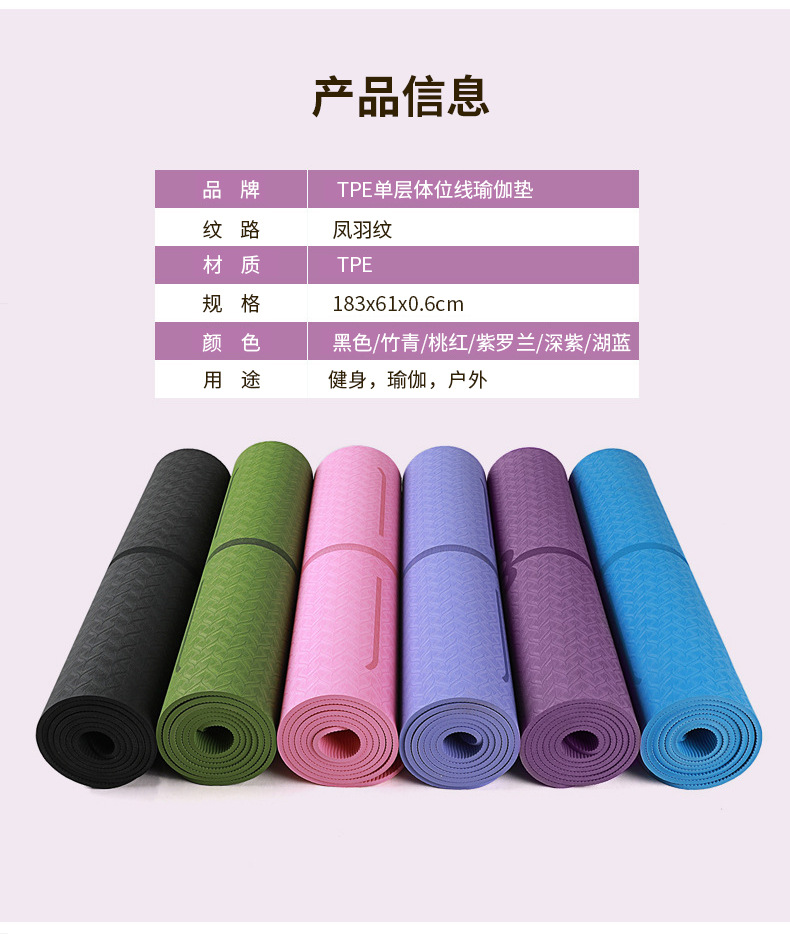 产品信息
品 牌 TPE单层体位线瑜伽垫
纹 路 凤羽纹
材 质 TPE
规 格 183x61x0.6cm
颜 色 黑色/竹青/桃红/紫罗兰/深紫/湖蓝
用 途 健身，瑜伽，户外